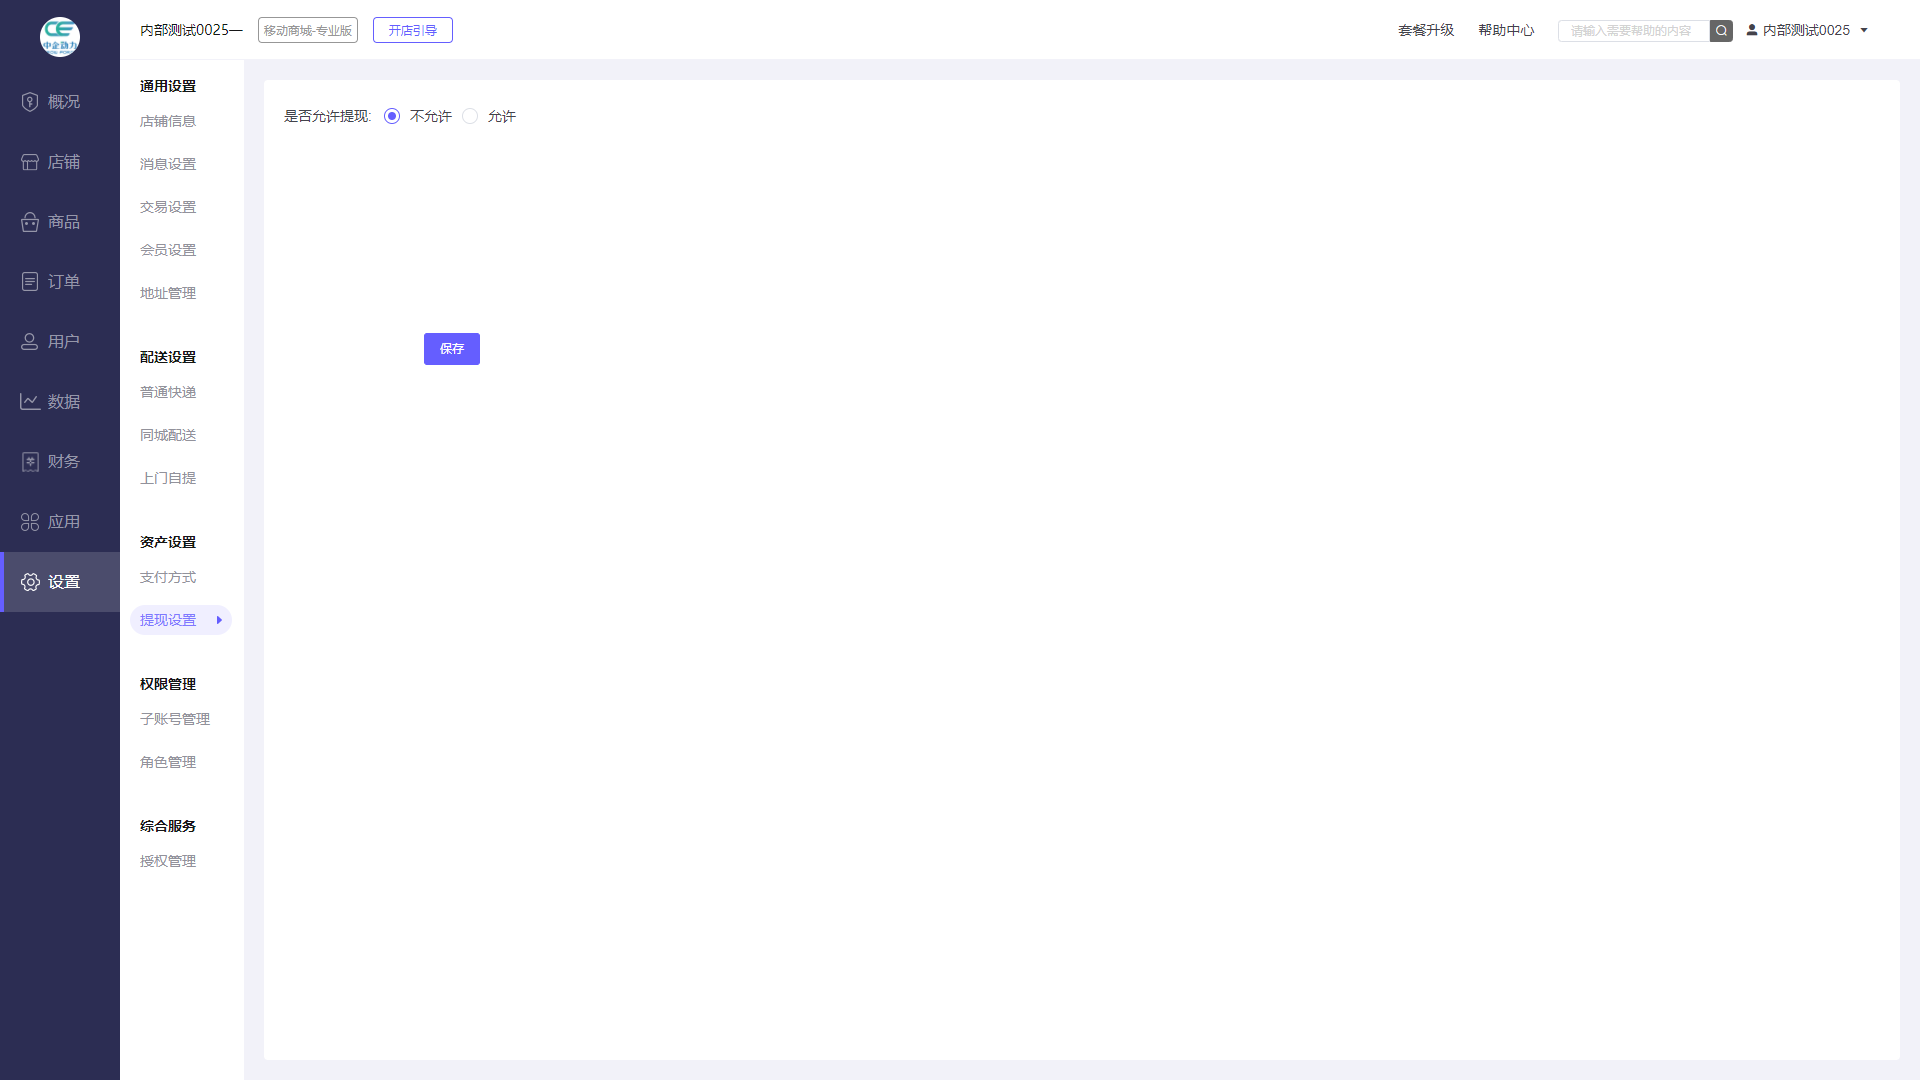 中企动力
内部测试0025—
移动商城-专业版
开店引导
套餐升级
帮助中心
请输入需要帮助的内容
内部测试0025
概况
店铺
商品
订单
用户
数据
财务
应用
设置
通用设置
店铺信息
消息设置
交易设置
会员设置
地址管理
配送设置
普通快递
同城配送
上门自提
资产设置
支付方式
提现设置
权限管理
子账号管理
角色管理
综合服务
授权管理
是否允许提现: 不允许 允许
保存